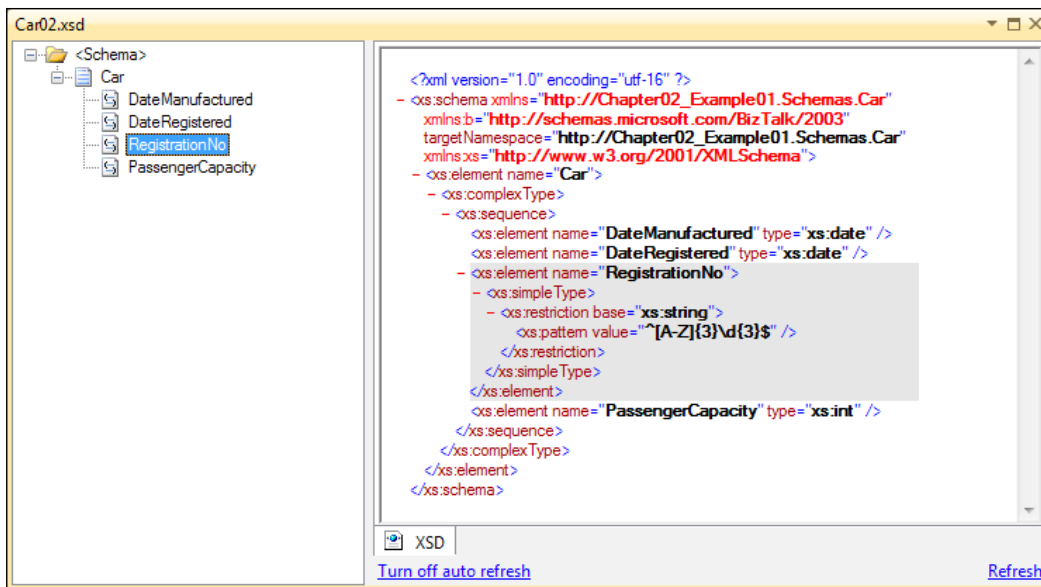 Car02.xsd
<Schema>
Car
DateManufactured
DateRegistered
RegistrationNo
PassengerCapacity
<?xml version="1.0" encoding="utf-16" ?>
- <xs:schema xmlns="http://Chapter02_Example01.Schemas.Car"
xmlns:b="http://schemas.microsoft.com/BizTalk/2003"
targetNamespace="http://Chapter02_Example01.Schemas.Car"
xmlns:xs="http://www.w3.org/2001/XMLSchema">
- <xs:element name="Car">
- <xs:complexType>
- <xs:sequence>
<xs:element name="DateManufactured" type="xs:date" />
<xs:element name="DateRegistered" type="xs:date" />
- <xs:element name="RegistrationNo">
- <xs:simpleType>
- <xs:restriction base="xs:string">
<xs:pattern value="^[A-Z]{3}\d{3}$" />
</xs:restriction>
</xs:simpleType>
</xs:element>
<xs:element name="PassengerCapacity" type="xs:int" />
</xs:sequence>
</xs:complexType>
</xs:element>
</xs:schema>
XSD
Turn off auto refresh
Refresh